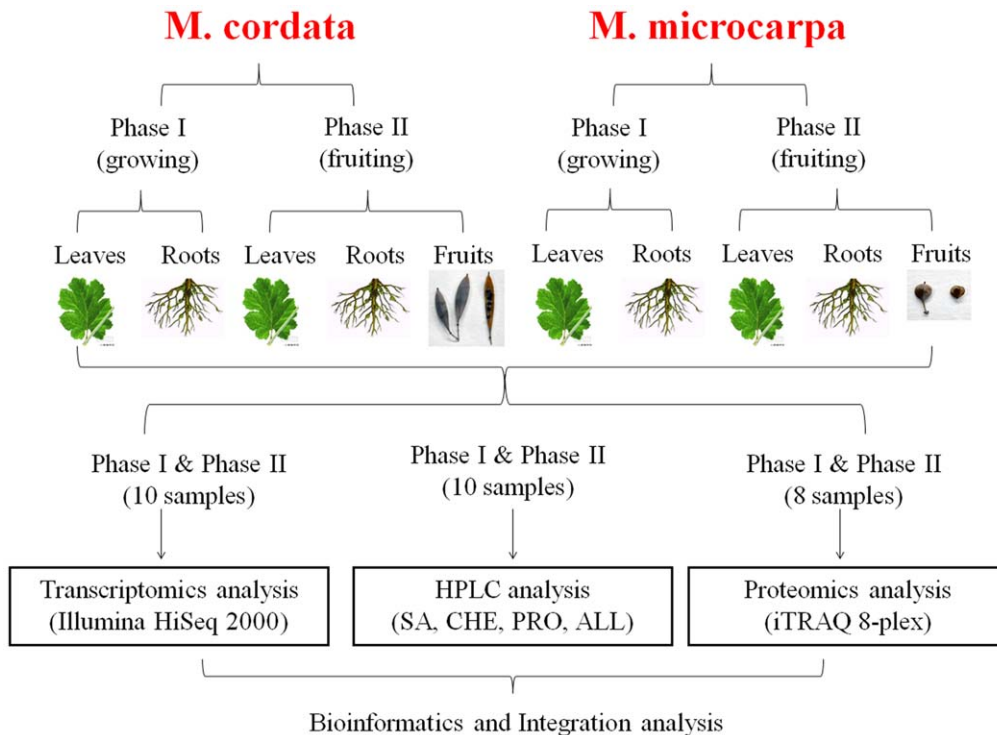 M. cordata
M. microcarpa
Phase I
(growing)
Phase II
(fruiting)
Phase I
(growing)
Phase II
(fruiting)
Leaves
Roots
Leaves
Roots
Fruits
Leaves
Roots
Leaves
Roots
Fruits
Phase I & Phase II
(10 samples)
Phase I & Phase II
(10 samples)
Phase I & Phase II
(8 samples)
Transcriptomics analysis
(Illumina HiSeq 2000)
HPLC analysis
(SA, CHE, PRO, ALL)
Proteomics analysis
(iTRAQ 8-plex)
Bioinformatics and Integration analysis